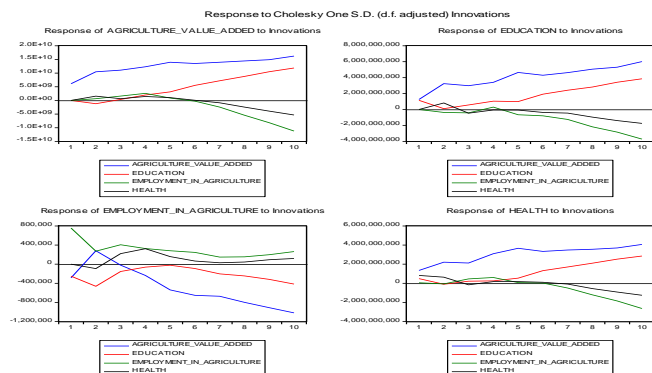 Response to Cholesky One S.D. (d.f. adjusted) Innovations
Response of AGRICULTURE_VALUE_ADDED to Innovations
2.0E+10
1.5E+10
1.0E+10
5.0E+09
0.0E+00
-5.0E+09
-1.0E+10
-1.5E+10
1 2 3 4 5 6 7 8 9 10
AGRICULTURE_VALUE_ADDED
EDUCATION
EMPLOYMENT_IN_AGRICULTURE
HEALTH
Response of EDUCATION to Innovations
8,000,000,000
6,000,000,000
4,000,000,000
2,000,000,000
0
-2,000,000,000
-4,000,000,000
1 2 3 4 5 6 7 8 9 10
AGRICULTURE_VALUE_ADDED
EDUCATION
EMPLOYMENT_IN_AGRICULTURE
HEALTH
Response of EMPLOYMENT_IN_AGRICULTURE to Innovations
800,000
400,000
0
-400,000
-800,000
-1,200,000
1 2 3 4 5 6 7 8 9 10
AGRICULTURE_VALUE_ADDED
EDUCATION
EMPLOYMENT_IN_AGRICULTURE
HEALTH
Response of HEALTH to Innovations
6,000,000,000
4,000,000,000
2,000,000,000
0
-2,000,000,000
-4,000,000,000
1 2 3 4 5 6 7 8 9 10
AGRICULTURE_VALUE_ADDED
EDUCATION
EMPLOYMENT_IN_AGRICULTURE
HEALTH